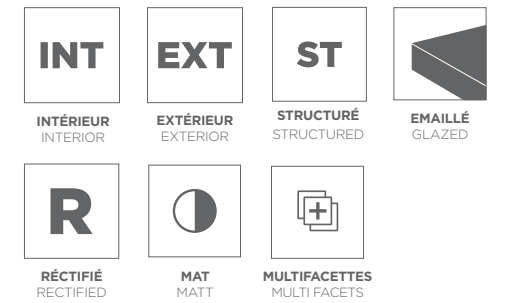 INT EXT ST
INTÉRIEUR EXTÉRIEUR STRUCTURÉ EMAILLÉ
INTERIOR EXTERIOR STRUCTURED GLAZED
R
RÉCTIFIÉ MAT MULTIFACETTES
RECTIFIED MATT MULTI FACETS